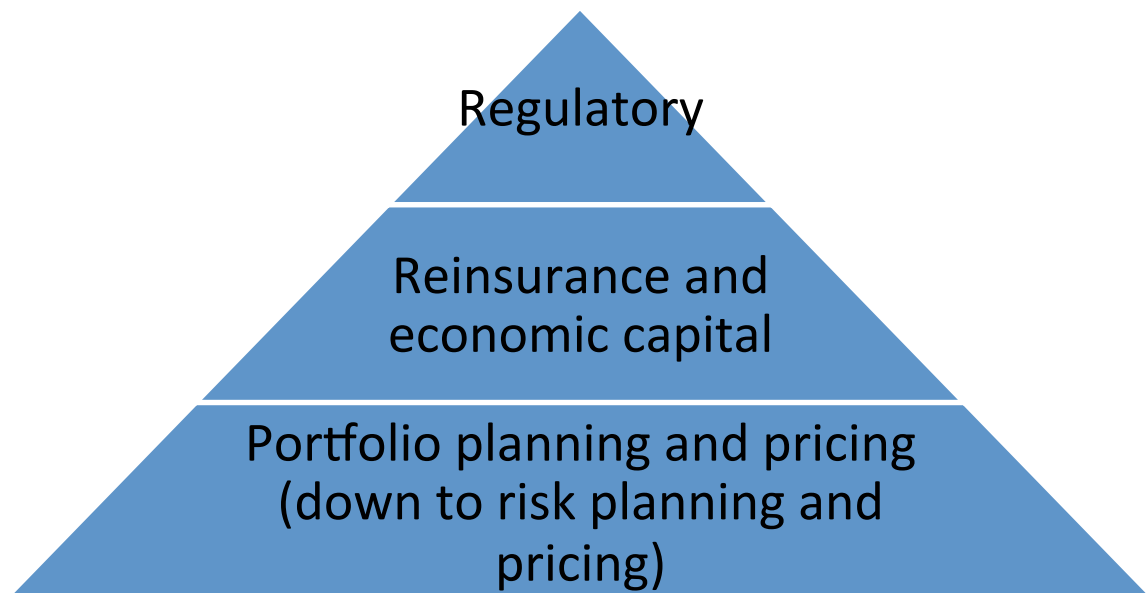 Regulatory
Reinsurance and
economic capital
Portfolio planning and pricing
(down to risk planning and
pricing)